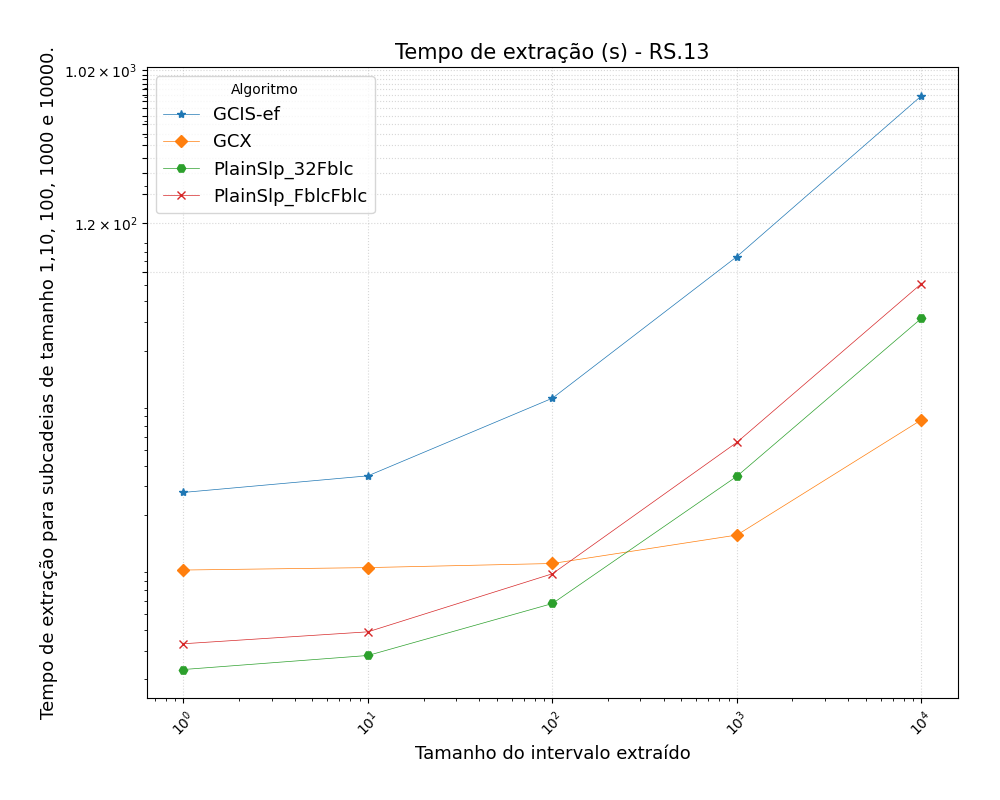 Tempo de extração (s) - RS.13
Tempo de extração para subcadeias de tamanho 1,10, 100, 1000 e 10000.
1.02 × 10³
1.2 × 10²
Algoritmo
GCIS-ef
GCX
PlainSlp_32Fblc
PlainSlp_FblcFblc
10⁰
10¹
10²
10³
10⁴
Tamanho do intervalo extraído